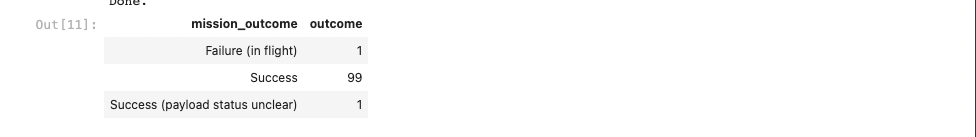 Done.
Out[11]: mission_outcome outcome
Failure (in flight) 1
Success 99
Success (payload status unclear) 1